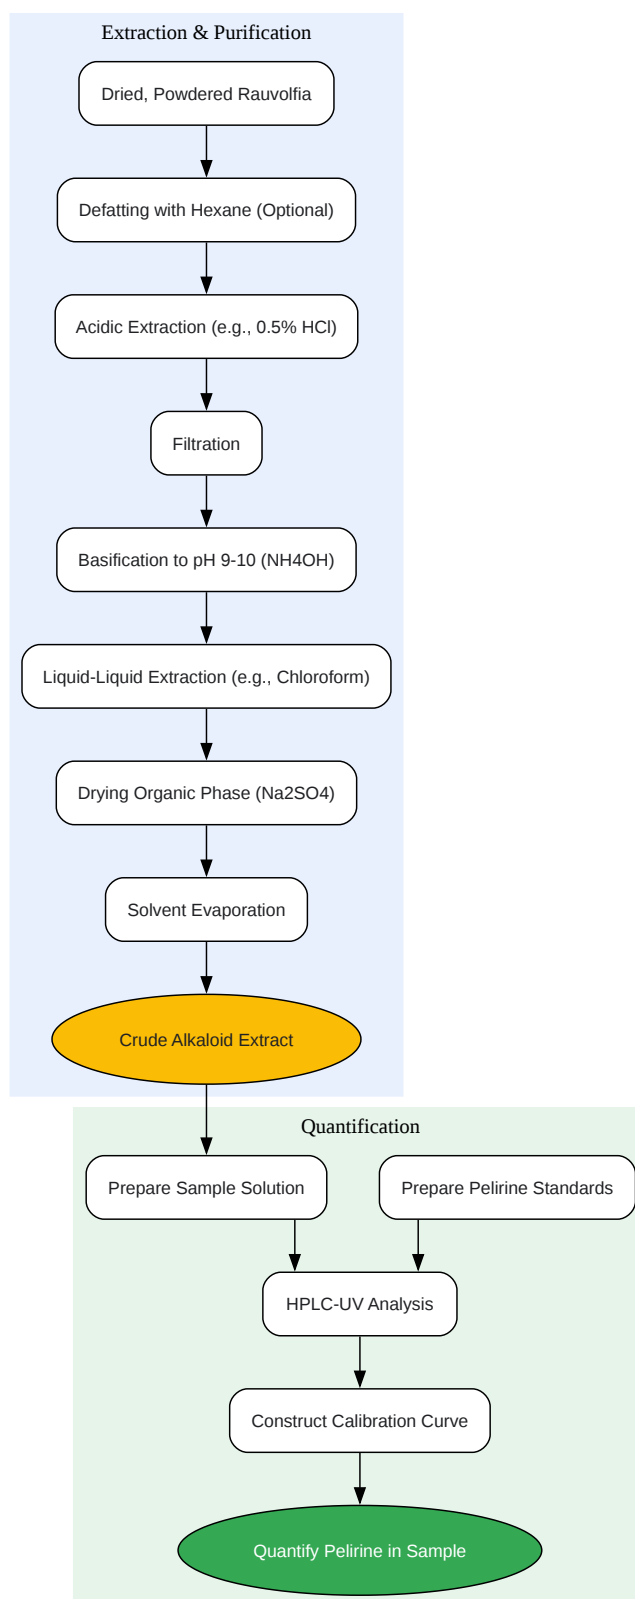 Extraction & Purification
Dried, Powdered Rauvolfia
Defatting with Hexane (Optional)
Acidic Extraction (e.g., 0.5% HCl)
Filtration
Basification to pH 9-10 (NH4OH)
Liquid-Liquid Extraction (e.g., Chloroform)
Drying Organic Phase (Na2SO4)
Solvent Evaporation
Crude Alkaloid Extract
Quantification
Prepare Sample Solution
Prepare Pelirine Standards
HPLC-UV Analysis
Construct Calibration Curve
Quantify Pelirine in Sample